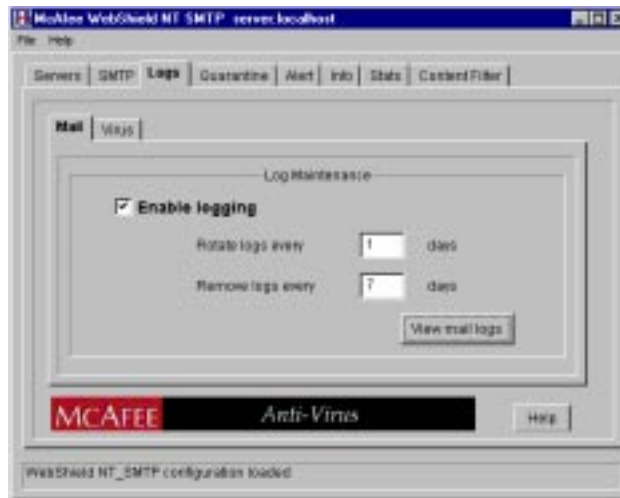 McAfee WebShield NT SMTP server.localhost
File Help
Servers SMTP Logs Quarantine Alert Info Stats Content Filter
Mail Virus
Log Maintenance
Enable logging
Rotate logs every 1 days
Remove logs every 7 days
View mail logs
MCAFEE Anti-Virus Help
WebShield NT_SMTP configuration loaded